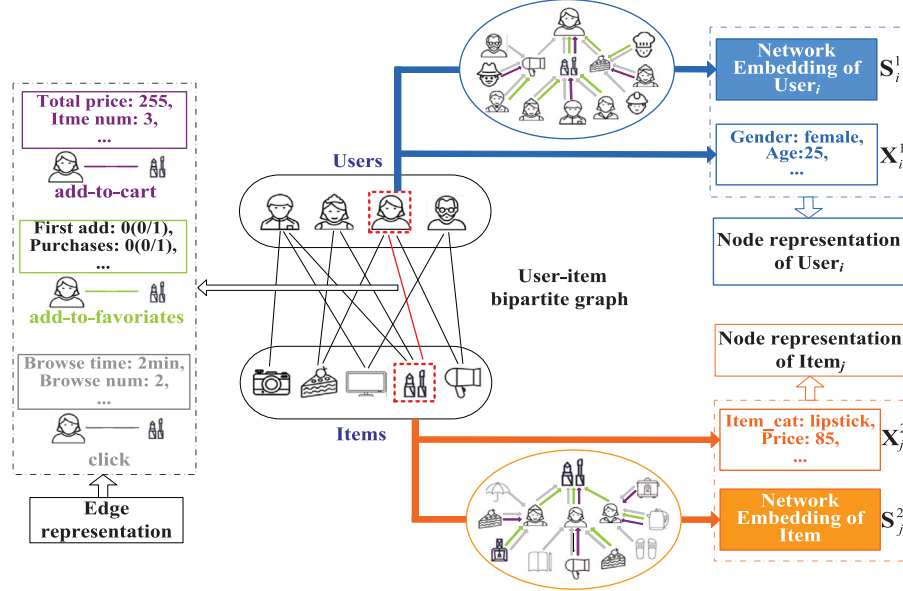 Total price: 255,
Itme num: 3,
...
add-to-cart
First add: 0(0/1),
Purchases: 0(0/1),
...
add-to-favoriates
Browse time: 2min,
Browse num: 2,
...
click
Edge
representation
Users
User-item
bipartite graph
Items
Network
Embedding of
User_i
S_i^1
Gender: female,
Age:25,
...
X_i^1
Node representation
of User_i
Node representation
of Item_j
Item_cat: lipstick,
Price: 85,
...
X_j^2
Network
Embedding of
Item
S_j^2